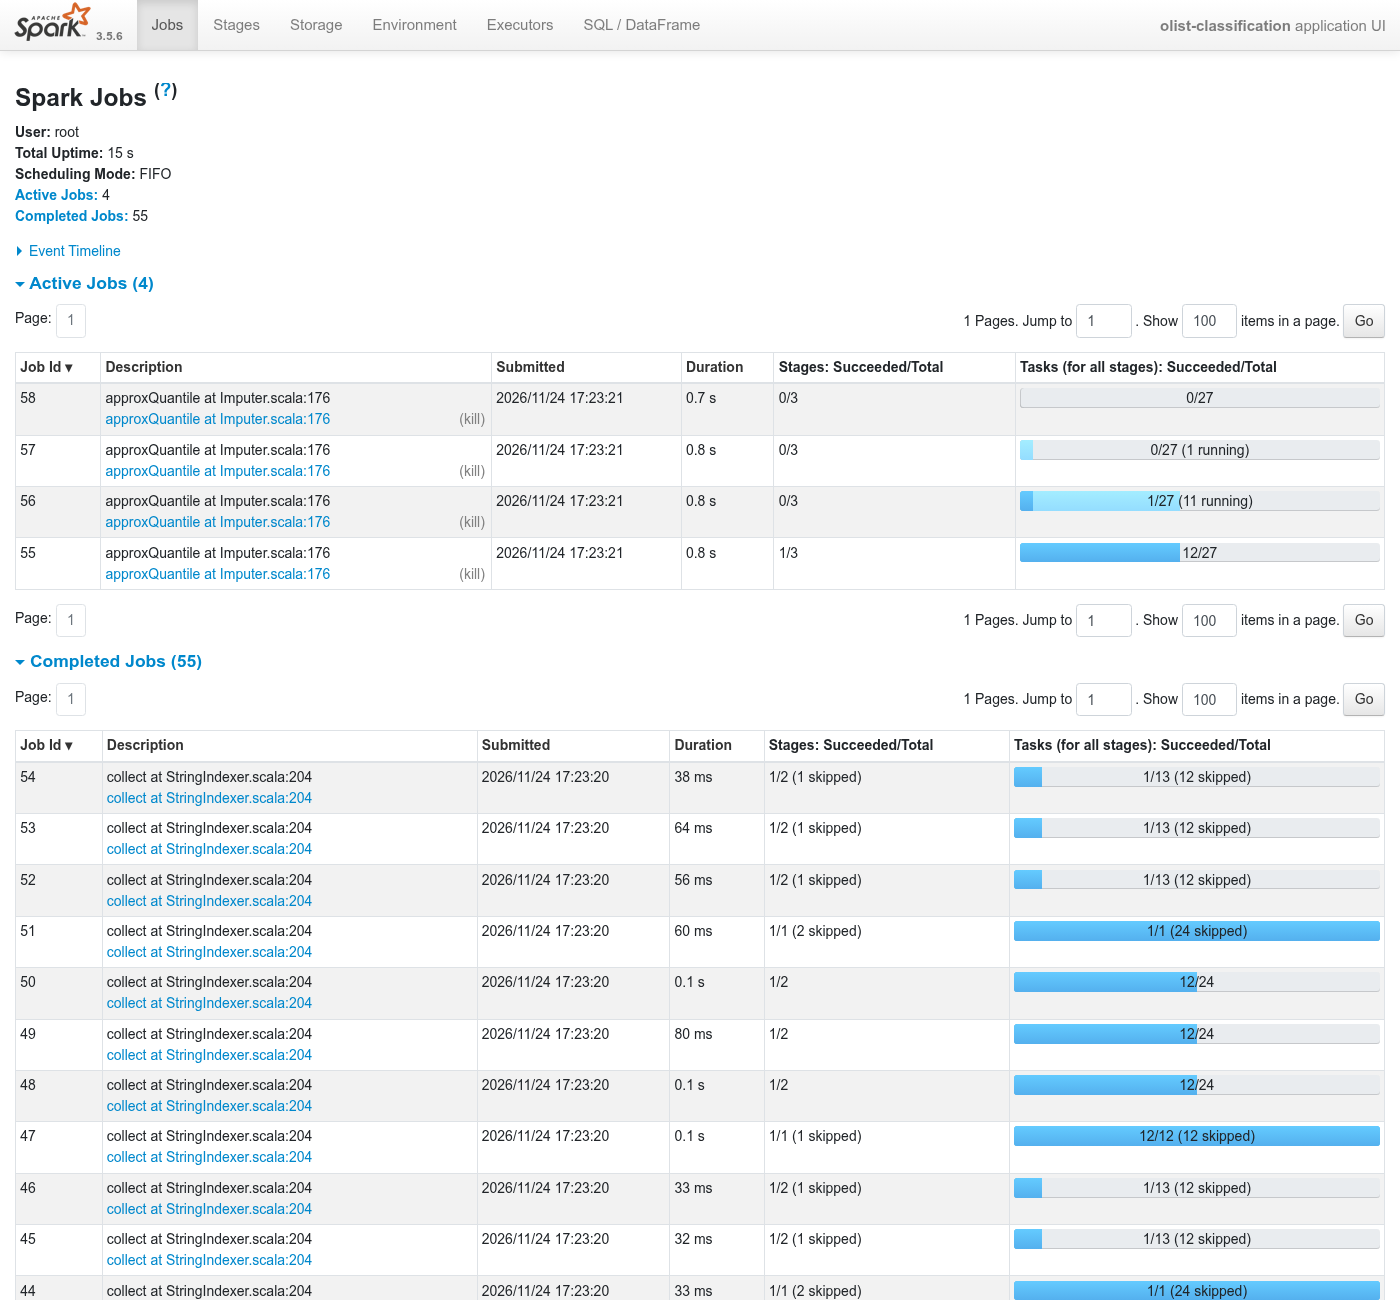 APACHE Spark 3.5.6 Jobs Stages Storage Environment Executors SQL / DataFrame olist-classification application UI
Spark Jobs (?)
User: root
Total Uptime: 15 s
Scheduling Mode: FIFO
Active Jobs: 4
Completed Jobs: 55
Event Timeline
Active Jobs (4)
Page: 1 1 Pages. Jump to 1 . Show 100 items in a page. Go
Job Id ▾ Description Submitted Duration Stages: Succeeded/Total Tasks (for all stages): Succeeded/Total
58 approxQuantile at Imputer.scala:176 2026/11/24 17:23:21 0.7 s 0/3 0/27
approxQuantile at Imputer.scala:176 (kill)
57 approxQuantile at Imputer.scala:176 2026/11/24 17:23:21 0.8 s 0/3 0/27 (1 running)
approxQuantile at Imputer.scala:176 (kill)
56 approxQuantile at Imputer.scala:176 2026/11/24 17:23:21 0.8 s 0/3 1/27 (11 running)
approxQuantile at Imputer.scala:176 (kill)
55 approxQuantile at Imputer.scala:176 2026/11/24 17:23:21 0.8 s 1/3 12/27
approxQuantile at Imputer.scala:176 (kill)
Page: 1 1 Pages. Jump to 1 . Show 100 items in a page. Go
Completed Jobs (55)
Page: 1 1 Pages. Jump to 1 . Show 100 items in a page. Go
Job Id ▾ Description Submitted Duration Stages: Succeeded/Total Tasks (for all stages): Succeeded/Total
54 collect at StringIndexer.scala:204 2026/11/24 17:23:20 38 ms 1/2 (1 skipped) 1/13 (12 skipped)
collect at StringIndexer.scala:204
53 collect at StringIndexer.scala:204 2026/11/24 17:23:20 64 ms 1/2 (1 skipped) 1/13 (12 skipped)
collect at StringIndexer.scala:204
52 collect at StringIndexer.scala:204 2026/11/24 17:23:20 56 ms 1/2 (1 skipped) 1/13 (12 skipped)
collect at StringIndexer.scala:204
51 collect at StringIndexer.scala:204 2026/11/24 17:23:20 60 ms 1/1 (2 skipped) 1/1 (24 skipped)
collect at StringIndexer.scala:204
50 collect at StringIndexer.scala:204 2026/11/24 17:23:20 0.1 s 1/2 12/24
collect at StringIndexer.scala:204
49 collect at StringIndexer.scala:204 2026/11/24 17:23:20 80 ms 1/2 12/24
collect at StringIndexer.scala:204
48 collect at StringIndexer.scala:204 2026/11/24 17:23:20 0.1 s 1/2 12/24
collect at StringIndexer.scala:204
47 collect at StringIndexer.scala:204 2026/11/24 17:23:20 0.1 s 1/1 (1 skipped) 12/12 (12 skipped)
collect at StringIndexer.scala:204
46 collect at StringIndexer.scala:204 2026/11/24 17:23:20 33 ms 1/2 (1 skipped) 1/13 (12 skipped)
collect at StringIndexer.scala:204
45 collect at StringIndexer.scala:204 2026/11/24 17:23:20 32 ms 1/2 (1 skipped) 1/13 (12 skipped)
collect at StringIndexer.scala:204
44 collect at StringIndexer.scala:204 2026/11/24 17:23:20 33 ms 1/1 (2 skipped) 1/1 (24 skipped)